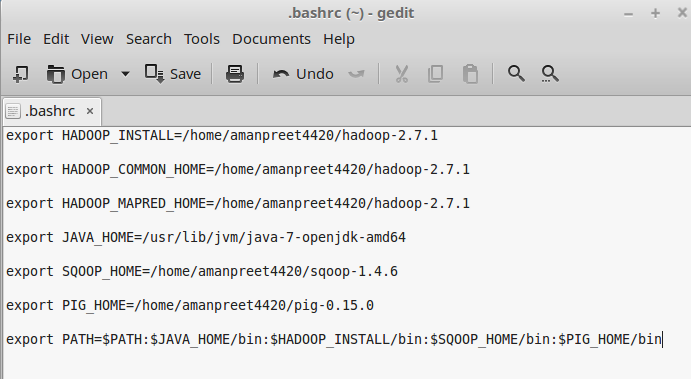 .bashrc (~) - gedit
File Edit View Search Tools Documents Help
Open Save Undo
.bashrc ×
export HADOOP_INSTALL=/home/amanpreet4420/hadoop-2.7.1
export HADOOP_COMMON_HOME=/home/amanpreet4420/hadoop-2.7.1
export HADOOP_MAPRED_HOME=/home/amanpreet4420/hadoop-2.7.1
export JAVA_HOME=/usr/lib/jvm/java-7-openjdk-amd64
export SQOOP_HOME=/home/amanpreet4420/sqoop-1.4.6
export PIG_HOME=/home/amanpreet4420/pig-0.15.0
export PATH=$PATH:$JAVA_HOME/bin:$HADOOP_INSTALL/bin:$SQOOP_HOME/bin:$PIG_HOME/bin